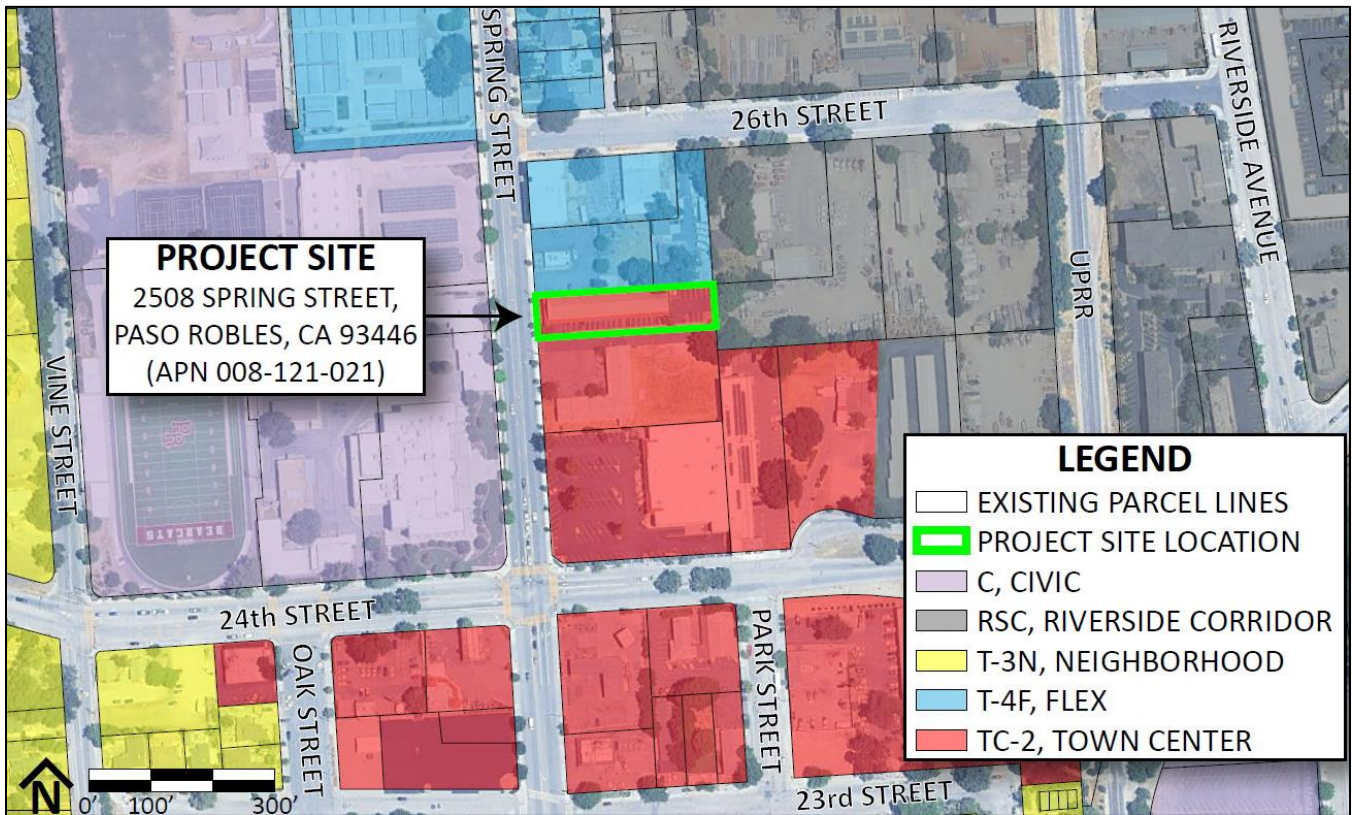 SPRING STREET
26th STREET
RIVERSIDE AVENUE
PROJECT SITE
2508 SPRING STREET,
PASO ROBLES, CA 93446
(APN 008-121-021)
UPRR
VINE STREET
PR
BEARCATS
LEGEND
EXISTING PARCEL LINES
PROJECT SITE LOCATION
C, CIVIC
RSC, RIVERSIDE CORRIDOR
T-3N, NEIGHBORHOOD
T-4F, FLEX
TC-2, TOWN CENTER
24th STREET
OAK STREET
PARK STREET
23rd STREET
N
0' 100' 300'